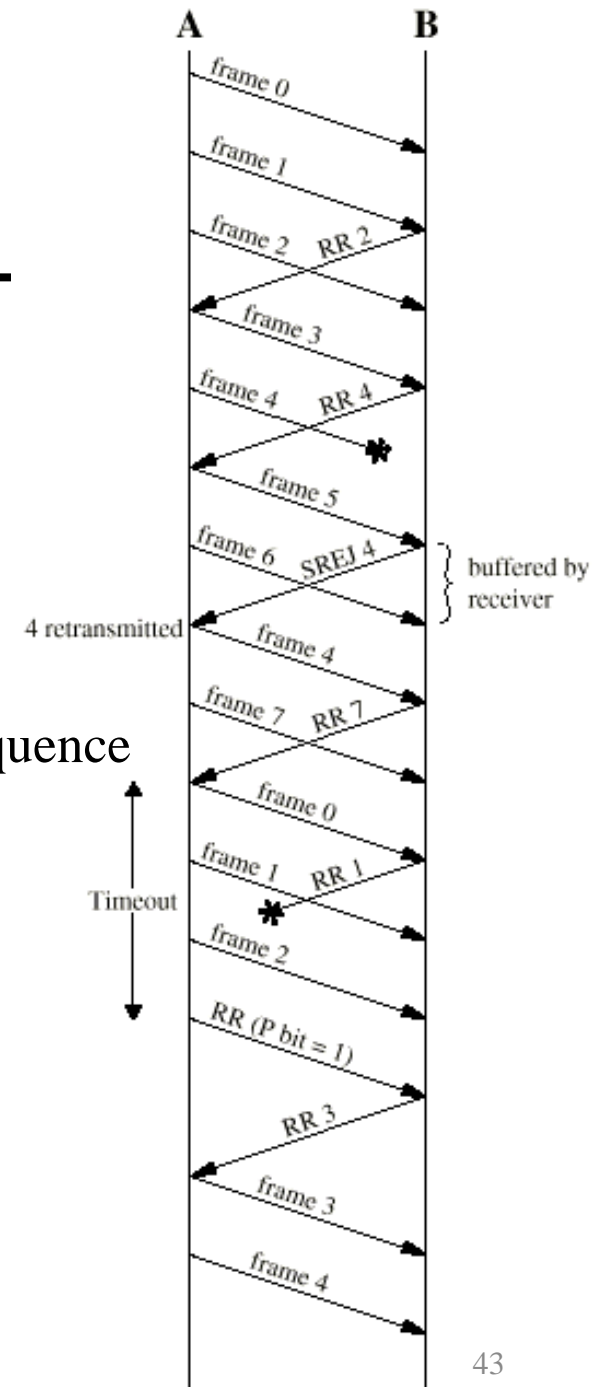 A B
frame 0
frame 1
frame 2
RR 2
frame 3
frame 4
RR 4
frame 5
frame 6
SREJ 4
buffered by
receiver
4 retransmitted
frame 4
frame 7
RR 7
quence
frame 0
frame 1
RR 1
Timeout
frame 2
RR (P bit = 1)
RR 3
frame 3
frame 4
43